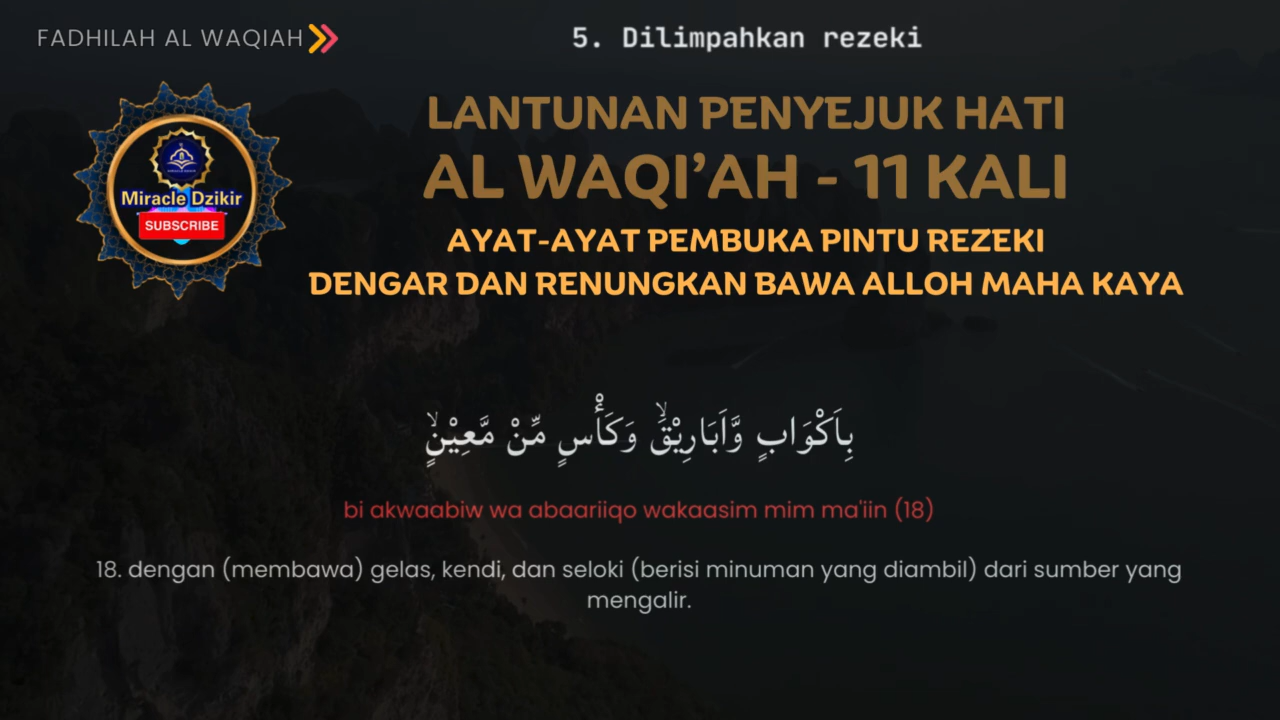 FADHILAH AL WAQIAH
5. Dilimpahkan rezeki
LANTUNAN PENYEJUK HATI
AL WAQI’AH - 11 KALI
AYAT-AYAT PEMBUKA PINTU REZEKI
DENGAR DAN RENUNGKAN BAWA ALLOH MAHA KAYA
Miracle Dzikir
SUBSCRIBE
بِاَكْوَابٍ وَّاَبَارِيْقَۙ وَكَأْسٍ مِّنْ مَّعِيْنٍۙ
bi akwaabiw wa abaariiqo wakaasim mim ma'iin (18)
18. dengan (membawa) gelas, kendi, dan seloki (berisi minuman yang diambil) dari sumber yang
mengalir.